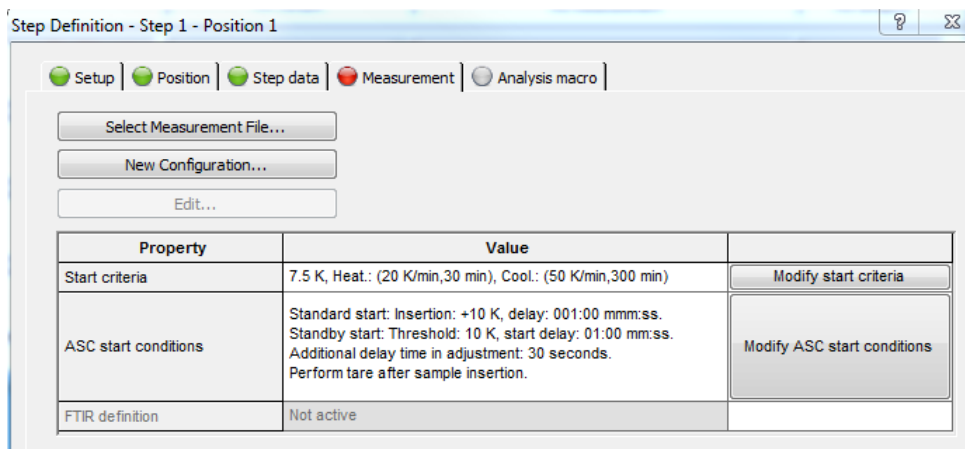 Step Definition - Step 1 - Position 1
Setup Position Step data Measurement Analysis macro
Select Measurement File...
New Configuration...
Edit...
Property Value
Start criteria 7.5 K, Heat.: (20 K/min,30 min), Cool.: (50 K/min,300 min) Modify start criteria
ASC start conditions
Standard start: Insertion: +10 K, delay: 001:00 mmm:ss.
Standby start: Threshold: 10 K, start delay: 01:00 mm:ss.
Additional delay time in adjustment: 30 seconds.
Perform tare after sample insertion.
Modify ASC start conditions
FTIR definition Not active